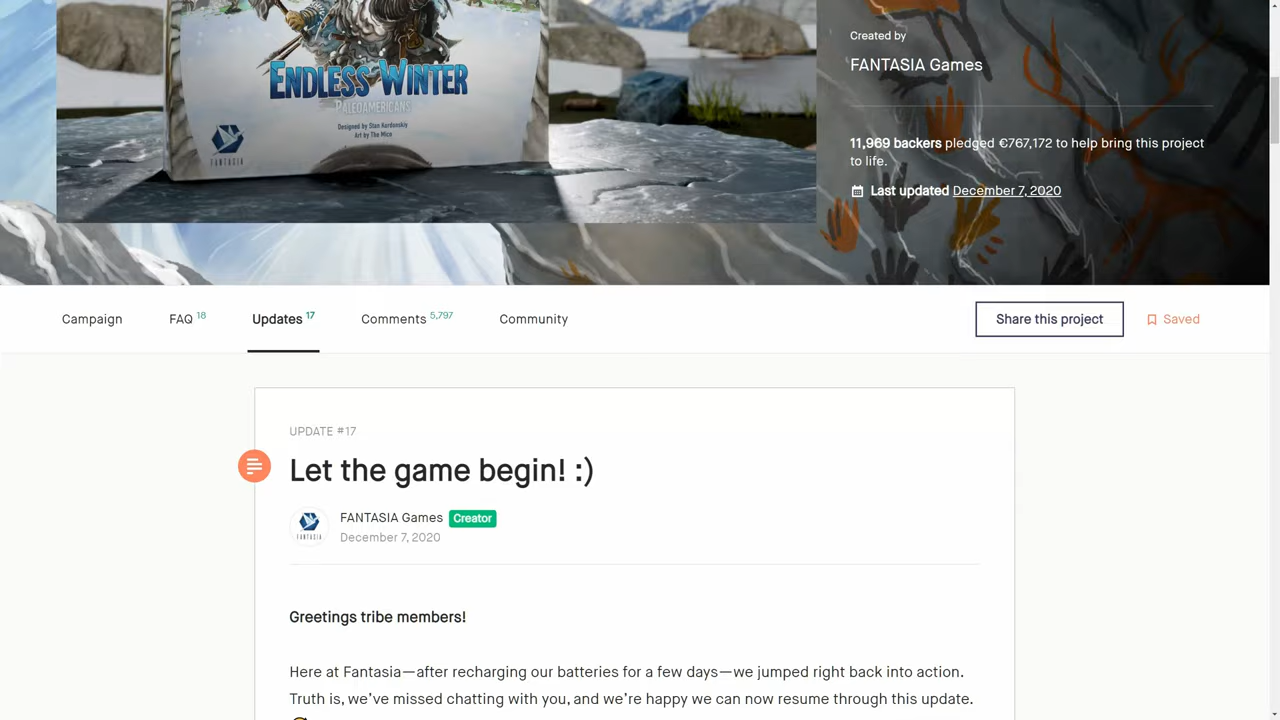 ENDLESS WINTER
PALEOAMERICANS
Designed by Stan Kordonskiy
Art by The Mico
FANTASIA
Created by
FANTASIA Games
11,969 backers pledged €767,172 to help bring this project
to life.
Last updated December 7, 2020
Campaign
FAQ 18
Updates 17
Comments 5,797
Community
Share this project
Saved
UPDATE #17
Let the game begin! :)
FANTASIA Games Creator
FANTASIA
December 7, 2020
Greetings tribe members!
Here at Fantasia—after recharging our batteries for a few days—we jumped right back into action.
Truth is, we’ve missed chatting with you, and we’re happy we can now resume through this update.